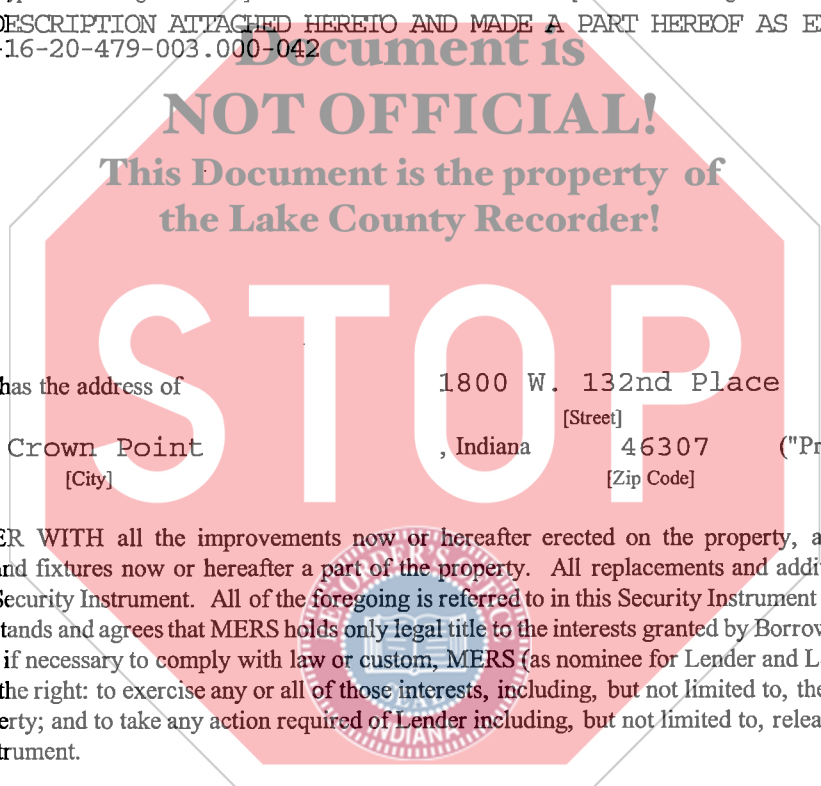 DESCRIPTION ATTACHED HERETO AND MADE A PART HEREOF AS E
-16-20-479-003.000-042
Document is
NOT OFFICIAL!
This Document is the property of
the Lake County Recorder!
STOP
has the address of 1800 W. 132nd Place
[Street]
Crown Point , Indiana 46307 ("Pr
[City] [Zip Code]
ER WITH all the improvements now or hereafter erected on the property, a
nd fixtures now or hereafter a part of the property. All replacements and addi
Security Instrument. All of the foregoing is referred to in this Security Instrument
tands and agrees that MERS holds only legal title to the interests granted by Borrow
if necessary to comply with law or custom, MERS (as nominee for Lender and L
the right: to exercise any or all of those interests, including, but not limited to, the
erty; and to take any action required of Lender including, but not limited to, relea
trument.
SEAL
INDIANA